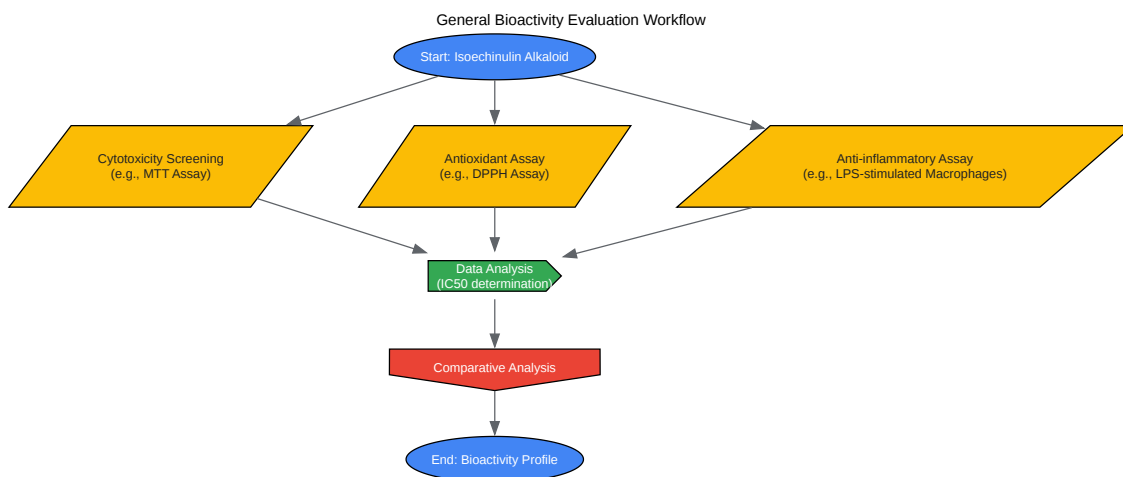 General Bioactivity Evaluation Workflow
Start: Isoechinulin Alkaloid
Cytotoxicity Screening
(e.g., MTT Assay)
Antioxidant Assay
(e.g., DPPH Assay)
Anti-inflammatory Assay
(e.g., LPS-stimulated Macrophages)
Data Analysis
(IC50 determination)
Comparative Analysis
End: Bioactivity Profile